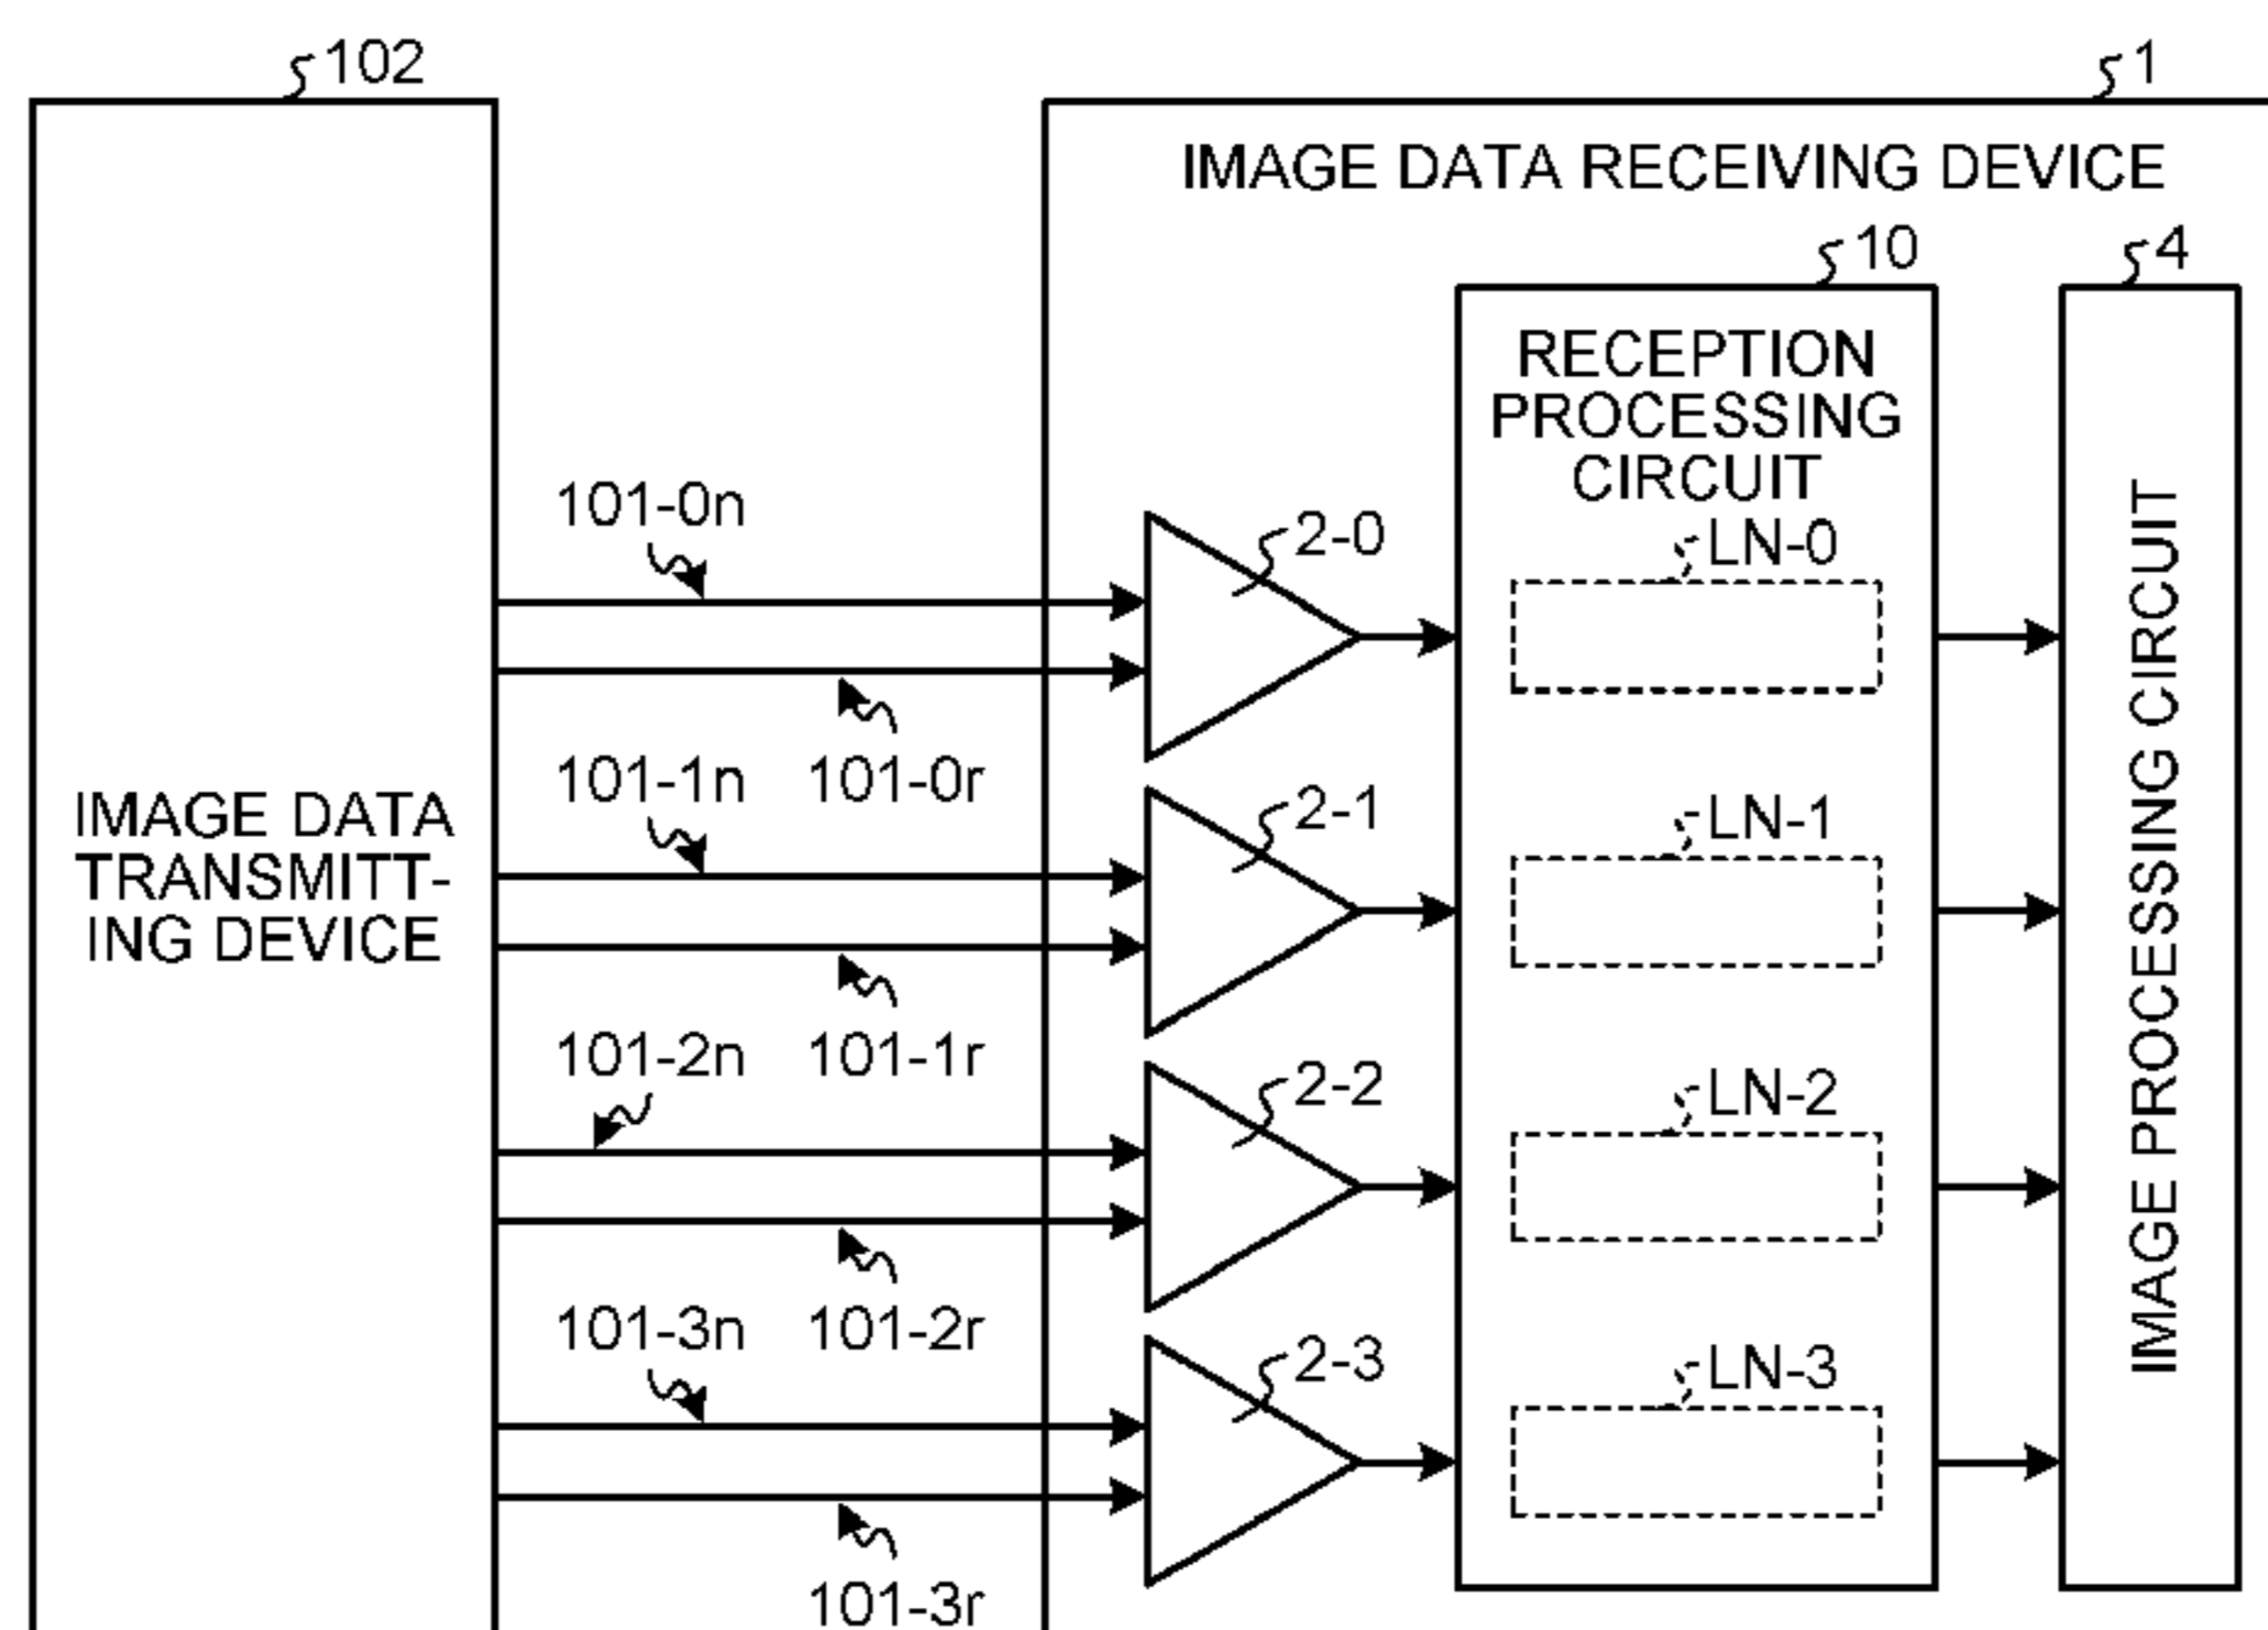 102
1
IMAGE DATA RECEIVING DEVICE
10
4
RECEPTION
PROCESSING
CIRCUIT
101-0n
2-0
LN-0
101-0r
101-1n
2-1
LN-1
IMAGE DATA
TRANSMITT-
ING DEVICE
101-1r
101-2n
2-2
LN-2
101-2r
101-3n
2-3
LN-3
101-3r
IMAGE PROCESSING CIRCUIT